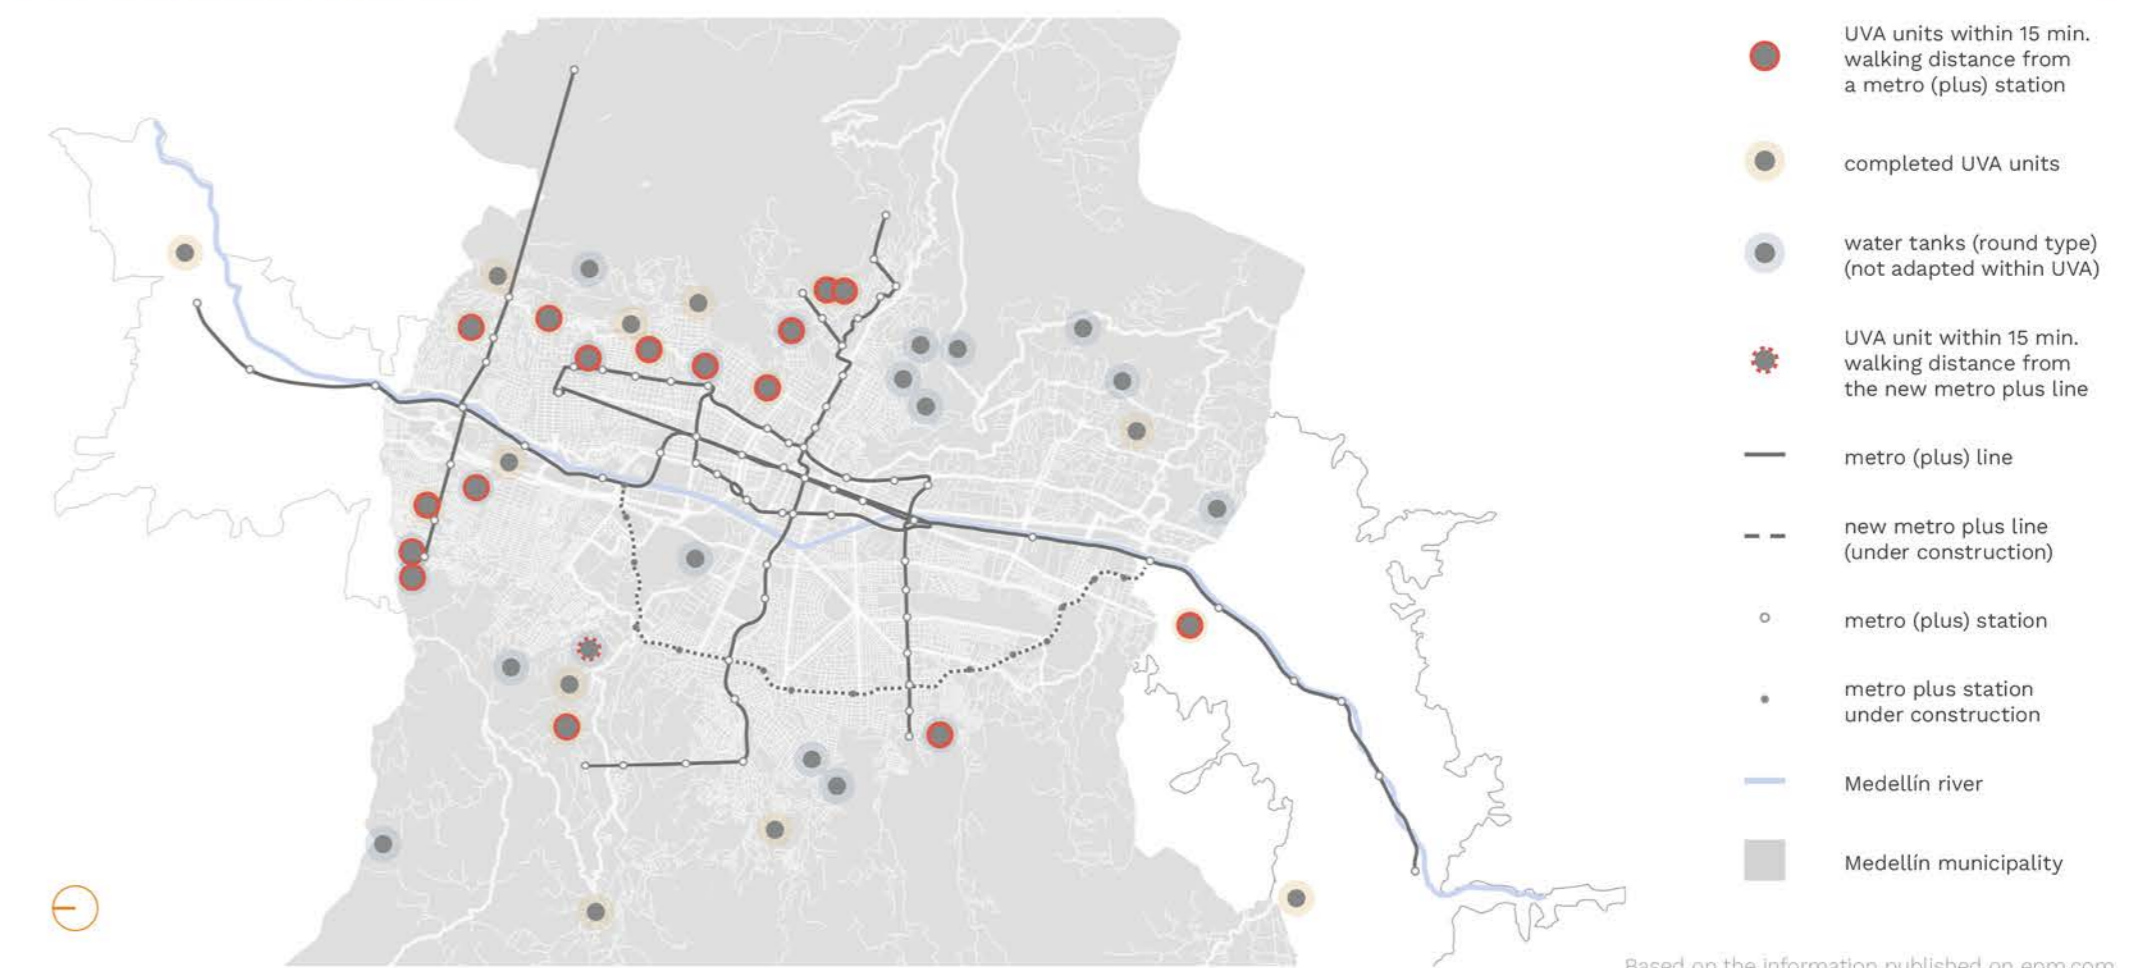 UVA units within 15 min.
walking distance from
a metro (plus) station
completed UVA units
water tanks (round type)
(not adapted within UVA)
UVA unit within 15 min.
walking distance from
the new metro plus line
metro (plus) line
new metro plus line
(under construction)
metro (plus) station
metro plus station
under construction
Medellín river
Medellín municipality
Based on the information published on epm.com